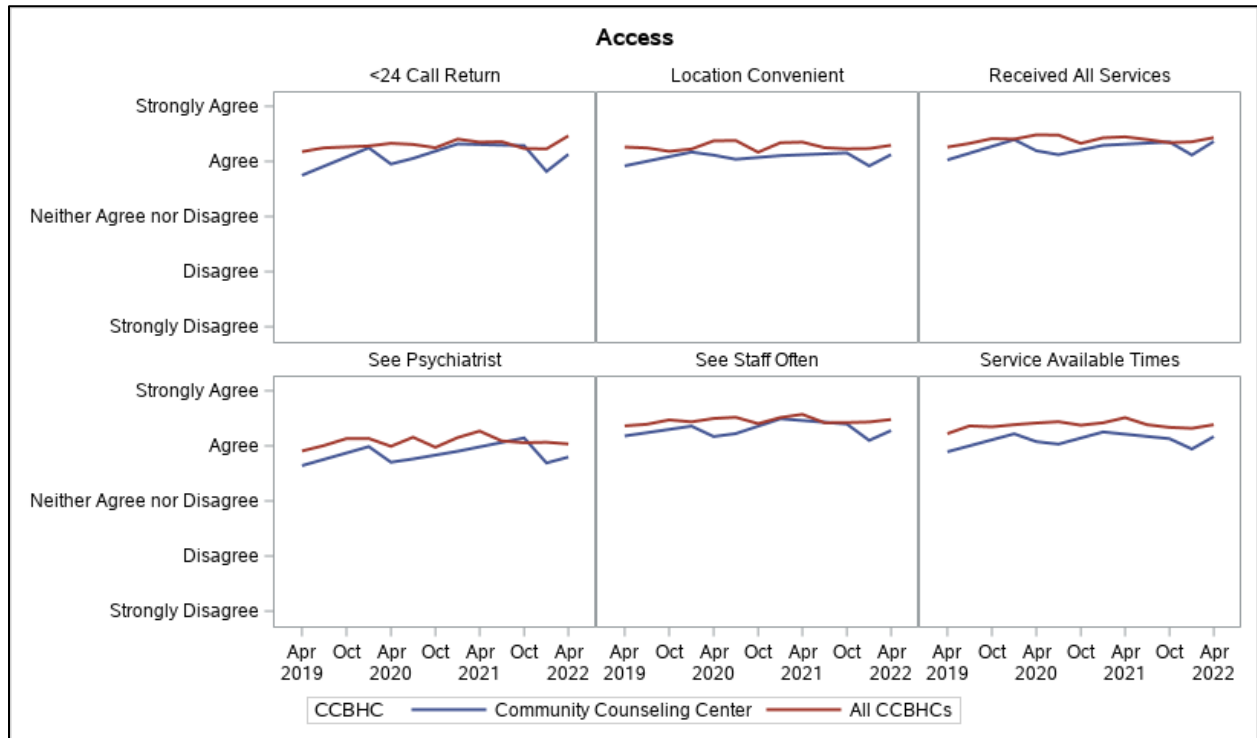 Access
<24 Call Return Location Convenient Received All Services
Strongly Agree
Agree
Neither Agree nor Disagree
Disagree
Strongly Disagree
See Psychiatrist See Staff Often Service Available Times
Strongly Agree
Agree
Neither Agree nor Disagree
Disagree
Strongly Disagree
Apr Oct Apr Oct Apr Oct Apr Apr Oct Apr Oct Apr Oct Apr Apr Oct Apr Oct Apr Oct Apr
2019 2020 2021 2022 2019 2020 2021 2022 2019 2020 2021 2022
CCBHC Community Counseling Center All CCBHCs